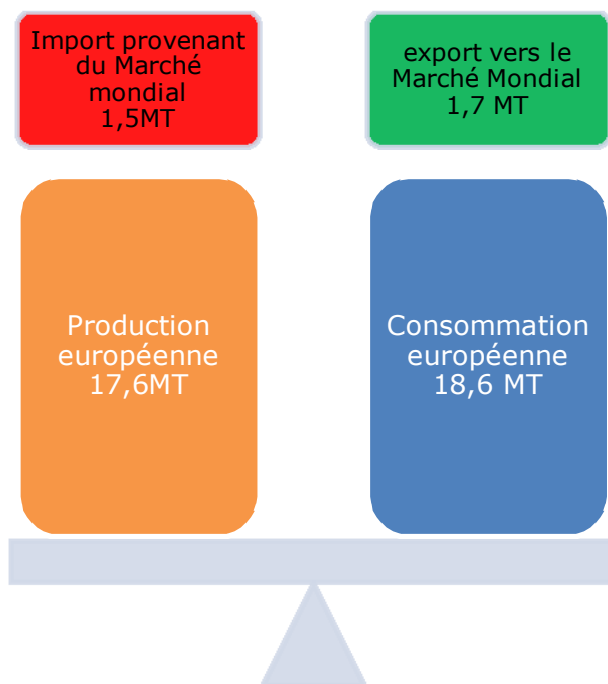 Import provenant
du Marché
mondial
1,5MT
export vers le
Marché Mondial
1,7 MT
Production
européenne
17,6MT
Consommation
européenne
18,6 MT